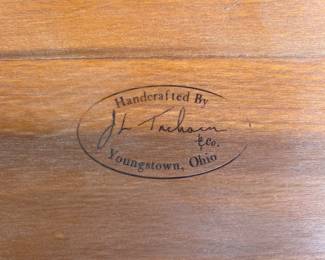 Handcrafted By
JL Treharn
& Co.
Youngstown, Ohio